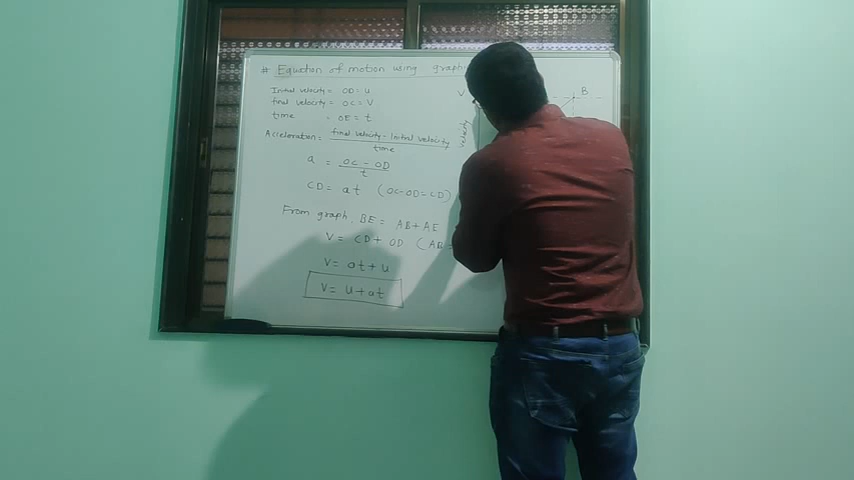 # Equation of motion using graph
Initial velocity = OD = u
final velocity = OC = V
time = OE = t
Acceleration = final velocity - Initial velocity
time
a = OC - OD
t
CD = at (OC-OD=CD)
From graph, BE = AB + AE
V = CD + OD (AB =
V = at + u
V = u + at
V
velocity
B